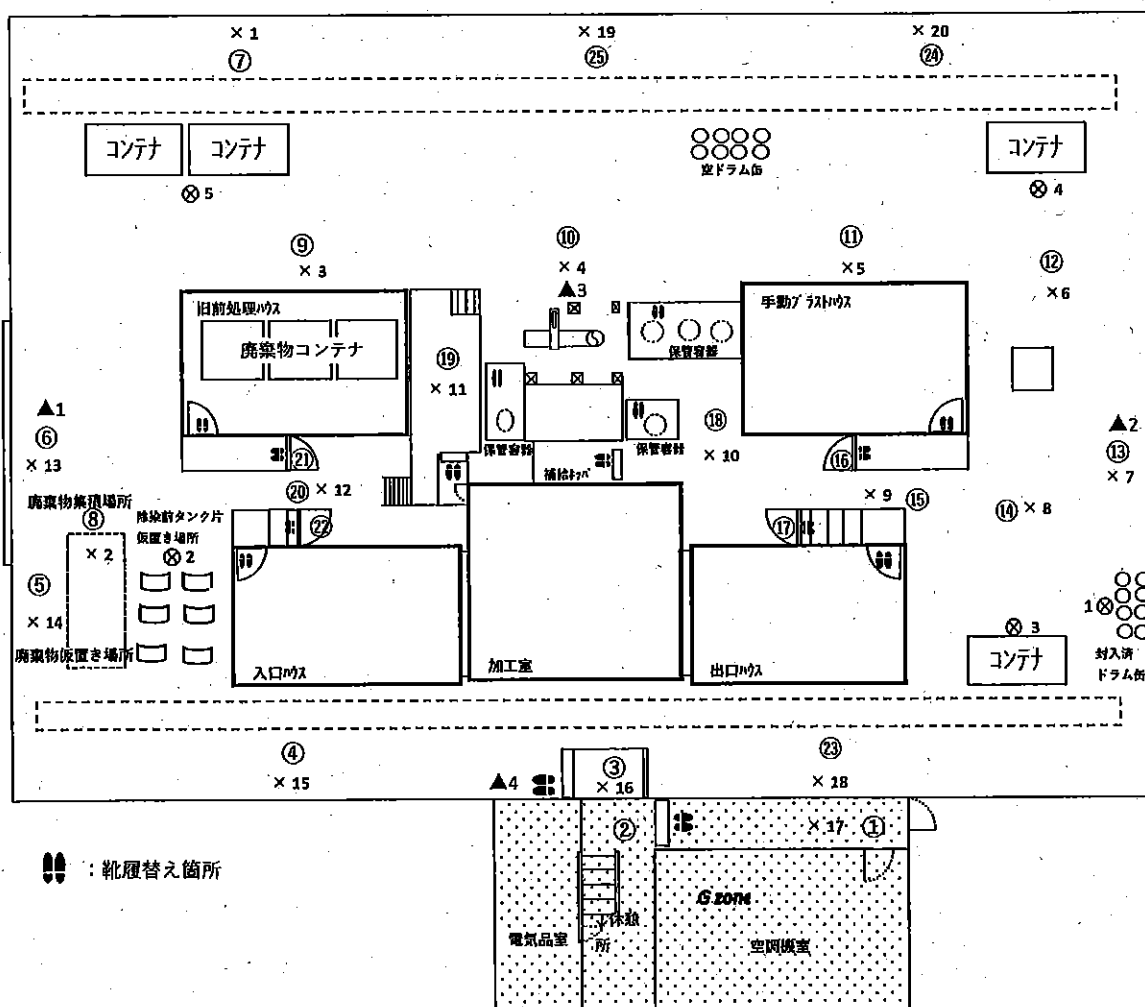 × 1
× 19
× 20
⑦
㉕
㉔
コンテナ
コンテナ
空ドラム缶
コンテナ
⊗ 5
⊗ 4
⑨
⑩
⑪
⑫
× 3
× 4
× 5
× 6
▲3
旧前処理ハウス
廃棄物コンテナ
⑲
× 11
保管容器
手動ブラストハウス
▲1
⑥
× 13
保管容器
保管容器
⑱
× 10
▲2
⑬
× 7
㉑
⑯
補給ホッパ
⑳
× 12
× 9
⑮
⑭
× 8
廃棄物集積場所
⑧
× 2
除染前タンク片
仮置き場所
⊗ 2
㉒
⑰
⑤
× 14
1⊗
⊗ 3
廃棄物仮置き場所
入口ハウス
加工室
出口ハウス
コンテナ
封入済
ドラム缶
④
× 15
▲4
③
× 16
㉓
× 18
②
× 17
①
：靴履替え箇所
G zone
電気品室
所
空調機室